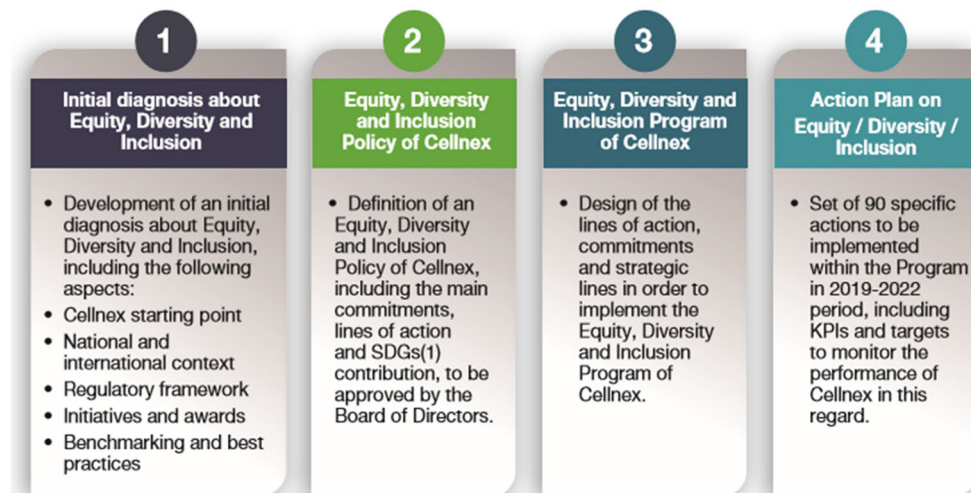 1
Initial diagnosis about
Equity, Diversity and
Inclusion
• Development of an initial
diagnosis about Equity,
Diversity and Inclusion,
including the following
aspects:
• Cellnex starting point
• National and
international context
• Regulatory framework
• Initiatives and awards
• Benchmarking and best
practices
2
Equity, Diversity
and Inclusion
Policy of Cellnex
• Definition of an
Equity, Diversity
and Inclusion
Policy of Cellnex,
including the main
commitments,
lines of action
and SDGs(1)
contribution, to be
approved by the
Board of Directors.
3
Equity, Diversity and
Inclusion Program
of Cellnex
• Design of the
lines of action,
commitments
and strategic
lines in order to
implement the
Equity, Diversity
and Inclusion
Program of
Cellnex.
4
Action Plan on
Equity / Diversity /
Inclusion
• Set of 90 specific
actions to be
implemented
within the Program
in 2019-2022
period, including
KPIs and targets
to monitor the
performance of
Cellnex in this
regard.